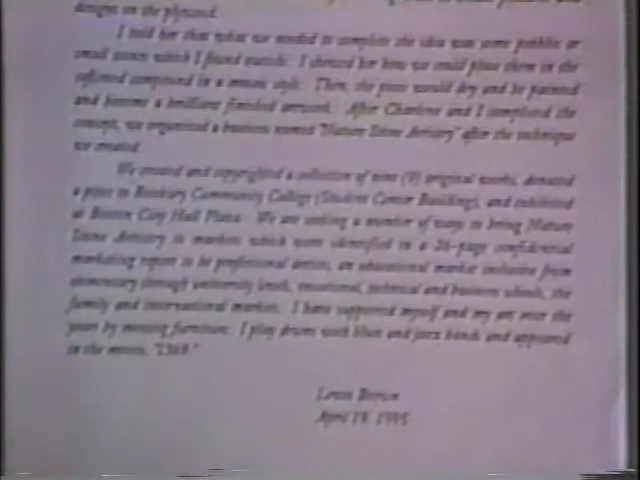 designs on the plywood.
I told her that what we needed to complete the idea was some pebbles or
small stones which I found outside. I showed her how we could place them in the
softened compound in a mosaic style. Then, the piece would dry and be painted
and become a brilliant finished artwork. After Charlene and I completed the
concept, we organized a business named "Nature Stone Artistry" after the technique
we created.
We created and copyrighted a collection of nine (9) original works, donated
a piece to Roxbury Community College (Student Center Building), and exhibited
at Boston City Hall Plaza. We are seeking a number of ways to bring Nature
Stone Artistry to markets which were identified in a 26-page confidential
marketing report to be professional artists, an educational market inclusive from
elementary through university levels, vocational, technical and business schools, the
family and international market. I have supported myself and my art over the
years by moving furniture. I play drums with blues and jazz bands and appeared
in the movie, "1369."
Brown
April 19, 1995